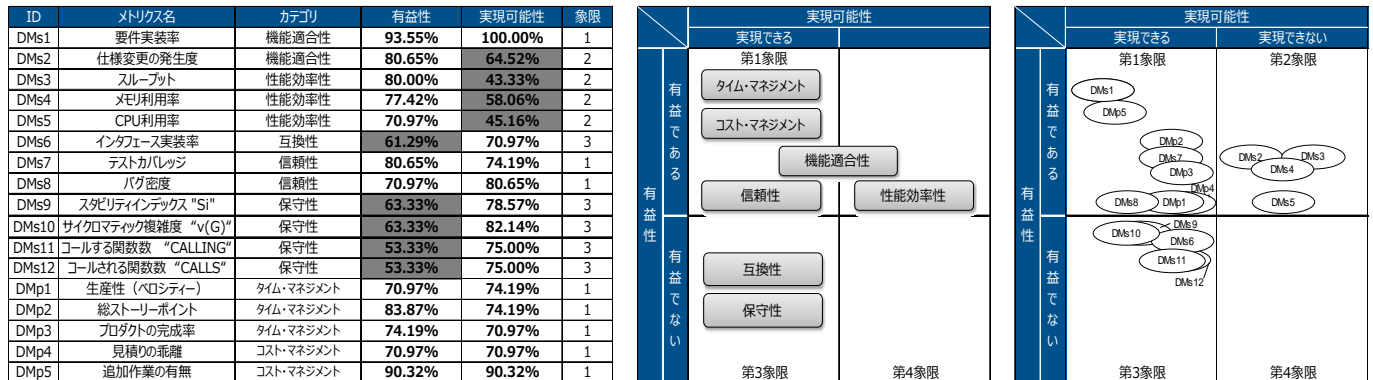 ID メトリクス名 カテゴリ 有益性 実現可能性 象限
DMs1 要件実装率 機能適合性 93.55% 100.00% 1
DMs2 仕様変更の発生度 機能適合性 80.65% 64.52% 2
DMs3 スループット 性能効率性 80.00% 43.33% 2
DMs4 メモリ利用率 性能効率性 77.42% 58.06% 2
DMs5 CPU利用率 性能効率性 70.97% 45.16% 2
DMs6 インタフェース実装率 互換性 61.29% 70.97% 3
DMs7 テストカバレッジ 信頼性 80.65% 74.19% 1
DMs8 バグ密度 信頼性 70.97% 80.65% 1
DMs9 スタビリティインデックス "Si" 保守性 63.33% 78.57% 3
DMs10 サイクロマティック複雑度 "v(G)“ 保守性 63.33% 82.14% 3
DMs11 コールする関数数 “CALLING“ 保守性 53.33% 75.00% 3
DMs12 コールされる関数数 “CALLS“ 保守性 53.33% 75.00% 3
DMp1 生産性（ベロシティー） タイム・マネジメント 70.97% 74.19% 1
DMp2 総ストーリーポイント タイム・マネジメント 83.87% 74.19% 1
DMp3 プロダクトの完成率 タイム・マネジメント 74.19% 70.97% 1
DMp4 見積りの乖離 コスト・マネジメント 70.97% 70.97% 1
DMp5 追加作業の有無 コスト・マネジメント 90.32% 90.32% 1
実現可能性
実現できる
有益性
有益である
第1象限
タイム・マネジメント
コスト・マネジメント
機能適合性
信頼性 性能効率性
有益でない
互換性
保守性
第3象限 第4象限
実現可能性
実現できる 実現できない
有益性
有益である
第1象限 第2象限
DMs1
DMp5
DMp2
DMs7 DMs2 DMs3
DMp3 DMs4
DMp4
DMs8 DMp1 DMs5
有益でない
DMs9
DMs10 DMs6
DMs11
DMs12
第3象限 第4象限